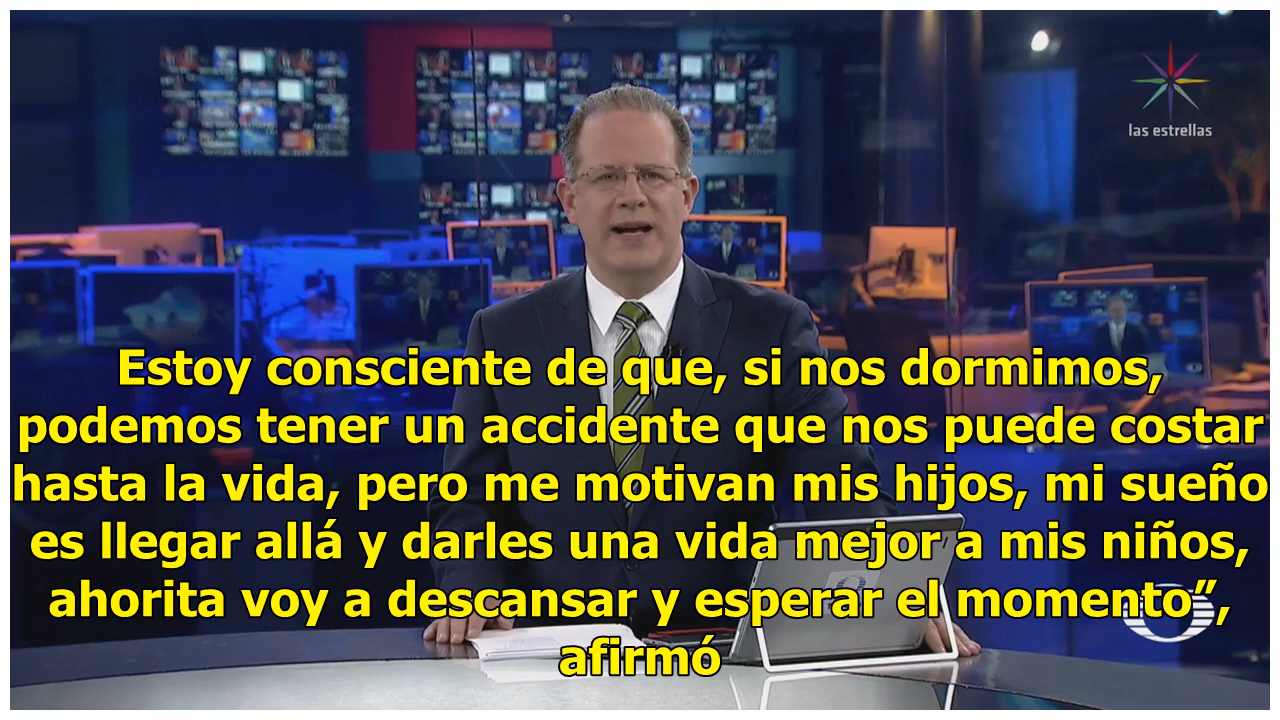 las estrellas
Estoy consciente de que, si nos dormimos,
podemos tener un accidente que nos puede costar
hasta la vida, pero me motivan mis hijos, mi sueño
es llegar allá y darles una vida mejor a mis niños,
ahorita voy a descansar y esperar el momento”,
afirmó